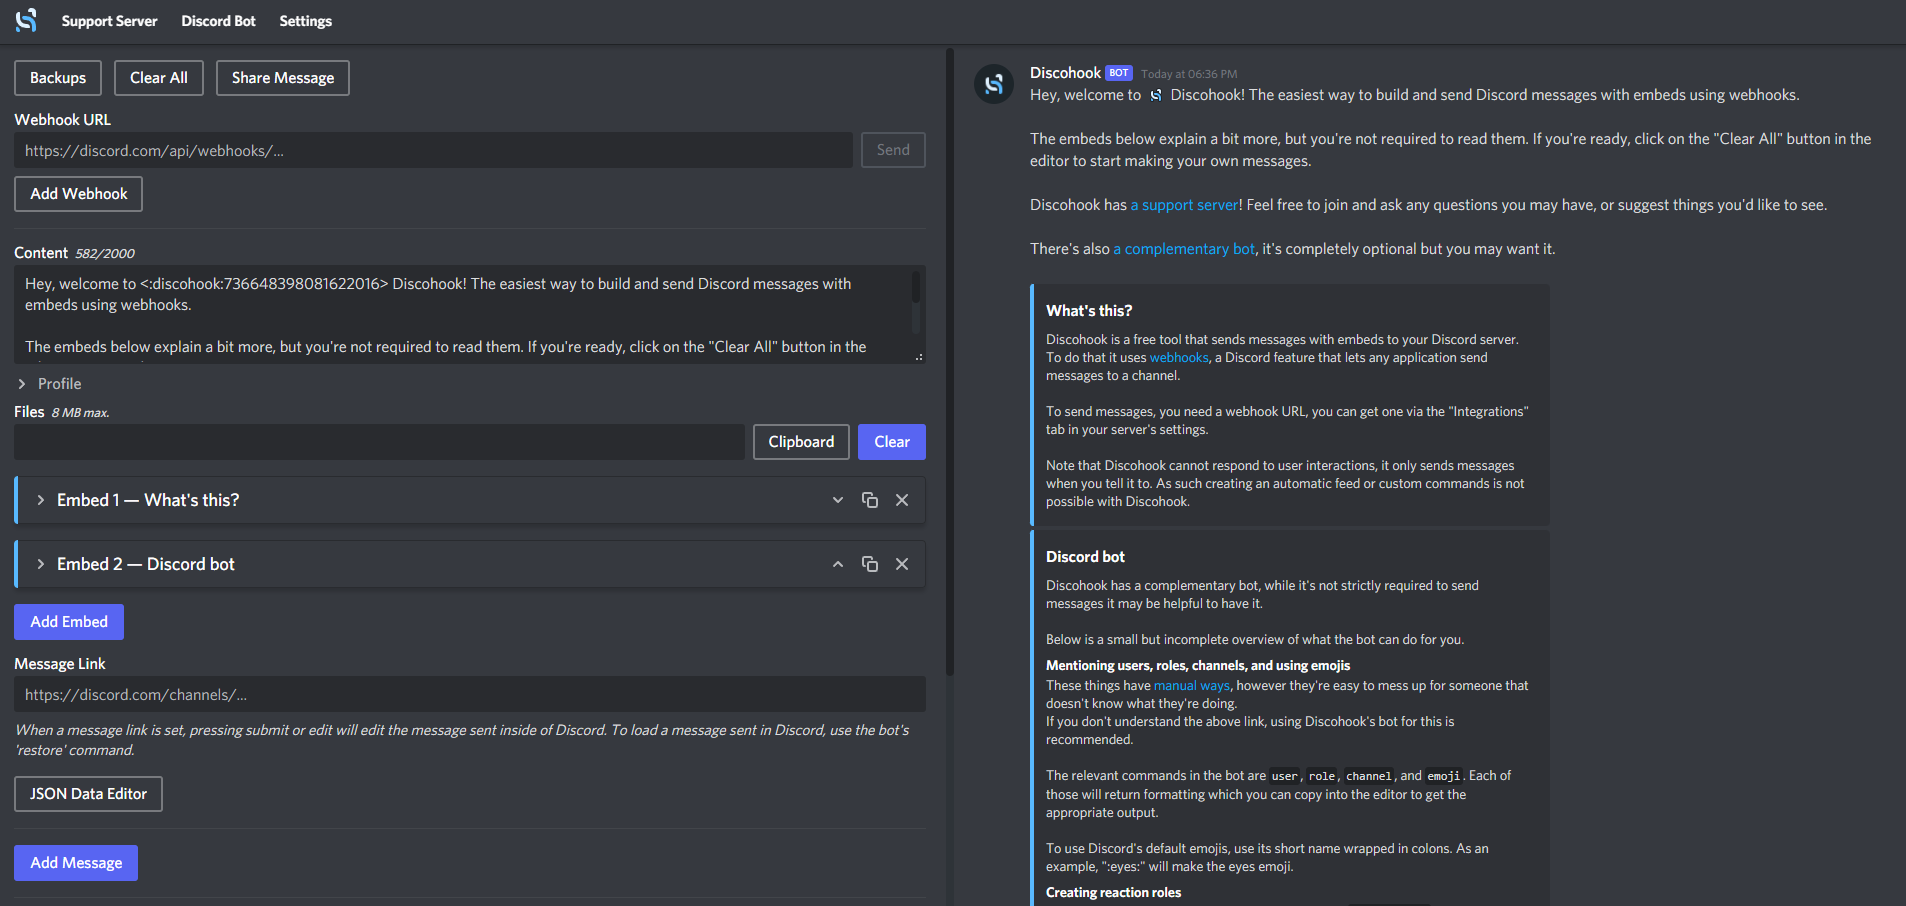 Support Server Discord Bot Settings
Backups Clear All Share Message
Webhook URL
https://discord.com/api/webhooks/... Send
Add Webhook
Content 582/2000
Hey, welcome to <:discohook:736648398081622016> Discohook! The easiest way to build and send Discord messages with
embeds using webhooks.
The embeds below explain a bit more, but you're not required to read them. If you're ready, click on the "Clear All" button in the
Profile
Files 8 MB max.
Clipboard Clear
Embed 1 — What's this?
Embed 2 — Discord bot
Add Embed
Message Link
https://discord.com/channels/...
When a message link is set, pressing submit or edit will edit the message sent inside of Discord. To load a message sent in Discord, use the bot's
'restore' command.
JSON Data Editor
Add Message
Discohook BOT Today at 06:36 PM
Hey, welcome to Discohook! The easiest way to build and send Discord messages with embeds using webhooks.
The embeds below explain a bit more, but you're not required to read them. If you're ready, click on the "Clear All" button in the
editor to start making your own messages.
Discohook has a support server! Feel free to join and ask any questions you may have, or suggest things you'd like to see.
There's also a complementary bot, it's completely optional but you may want it.
What's this?
Discohook is a free tool that sends messages with embeds to your Discord server.
To do that it uses webhooks, a Discord feature that lets any application send
messages to a channel.
To send messages, you need a webhook URL, you can get one via the "Integrations"
tab in your server's settings.
Note that Discohook cannot respond to user interactions, it only sends messages
when you tell it to. As such creating an automatic feed or custom commands is not
possible with Discohook.
Discord bot
Discohook has a complementary bot, while it's not strictly required to send
messages it may be helpful to have it.
Below is a small but incomplete overview of what the bot can do for you.
Mentioning users, roles, channels, and using emojis
These things have manual ways, however they're easy to mess up for someone that
doesn't know what they're doing.
If you don't understand the above link, using Discohook's bot for this is
recommended.
The relevant commands in the bot are user, role, channel, and emoji. Each of
those will return formatting which you can copy into the editor to get the
appropriate output.
To use Discord's default emojis, use its short name wrapped in colons. As an
example, ":eyes:" will make the eyes emoji.
Creating reaction roles